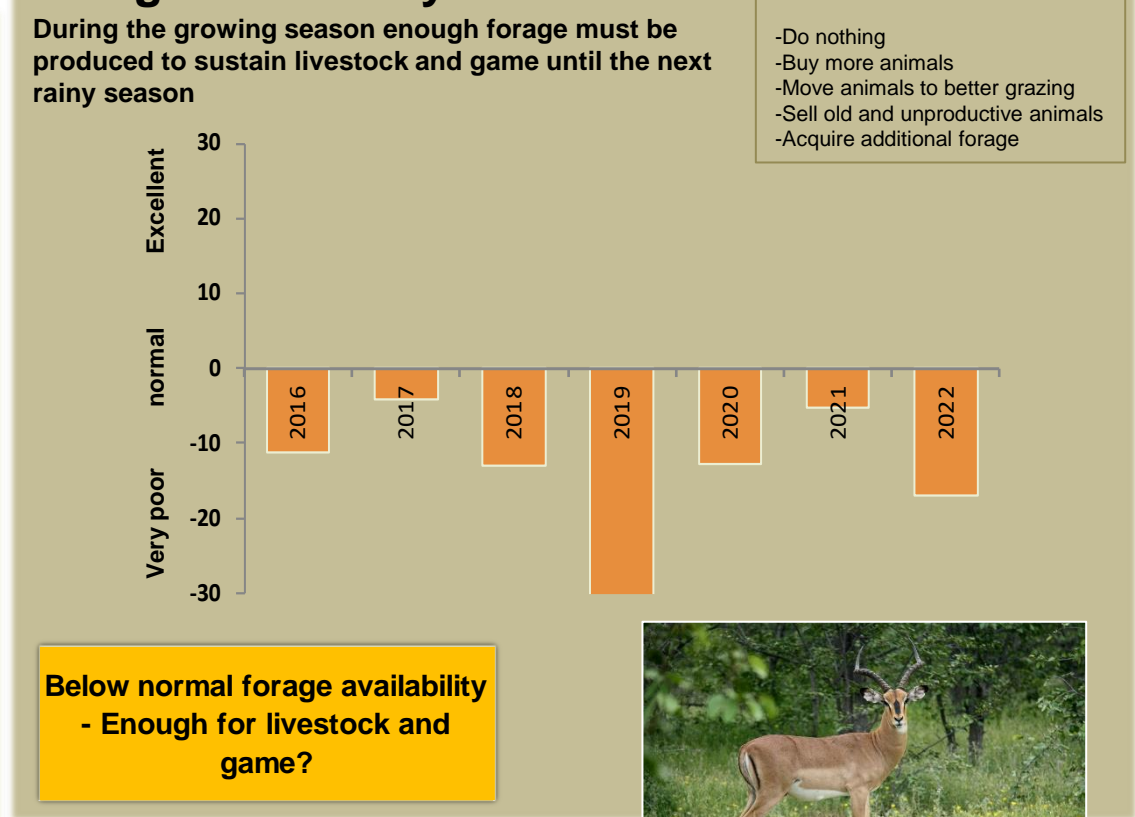 During the growing season enough forage must be
produced to sustain livestock and game until the next
rainy season
-Do nothing
-Buy more animals
-Move animals to better grazing
-Sell old and unproductive animals
-Acquire additional forage
Excellent
normal
Very poor
30
20
10
0
-10
-20
-30
2016
2017
2018
2019
2020
2021
2022
Below normal forage availability
- Enough for livestock and
game?